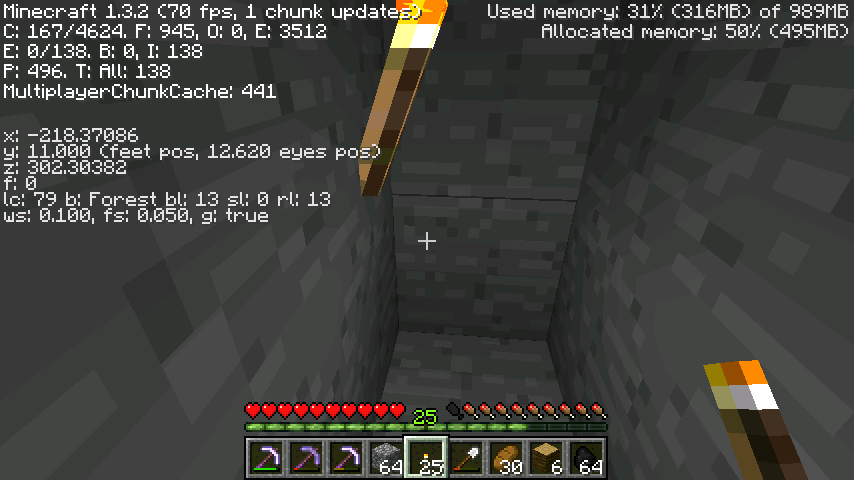 Minecraft 1.3.2 (70 fps, 1 chunk updates)
Used memory: 31% (316MB) of 989MB
C: 167/4624. F: 945, O: 0, E: 3512
Allocated memory: 50% (495MB)
E: 0/138. B: 0, I: 138
P: 496. T: All: 138
MultiplayerChunkCache: 441
x: -218.37086
y: 11.000 (feet pos, 12.620 eyes pos)
z: 302.30382
f: 0
lc: 79 b: Forest bl: 13 sl: 0 rl: 13
ws: 0.100, fs: 0.050, g: true
25
64 25 30 6 64